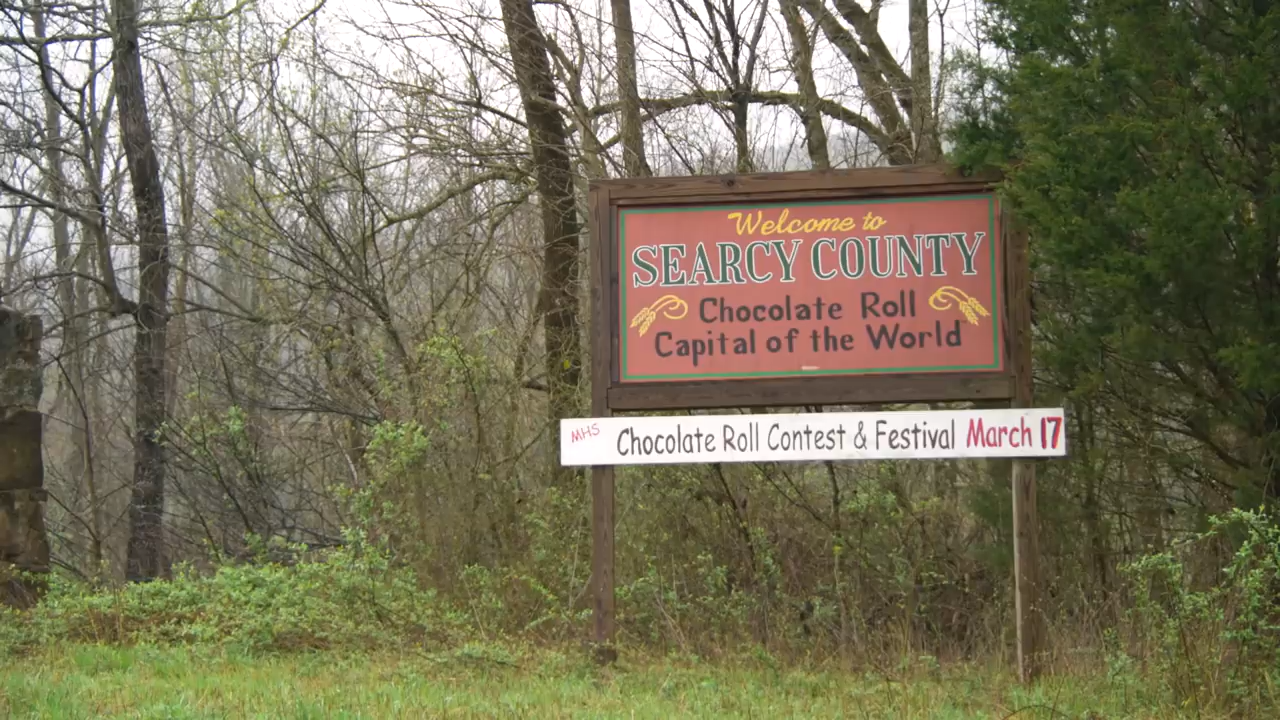 Welcome to
SEARCY COUNTY
Chocolate Roll
Capital of the World
MHS Chocolate Roll Contest & Festival March 17